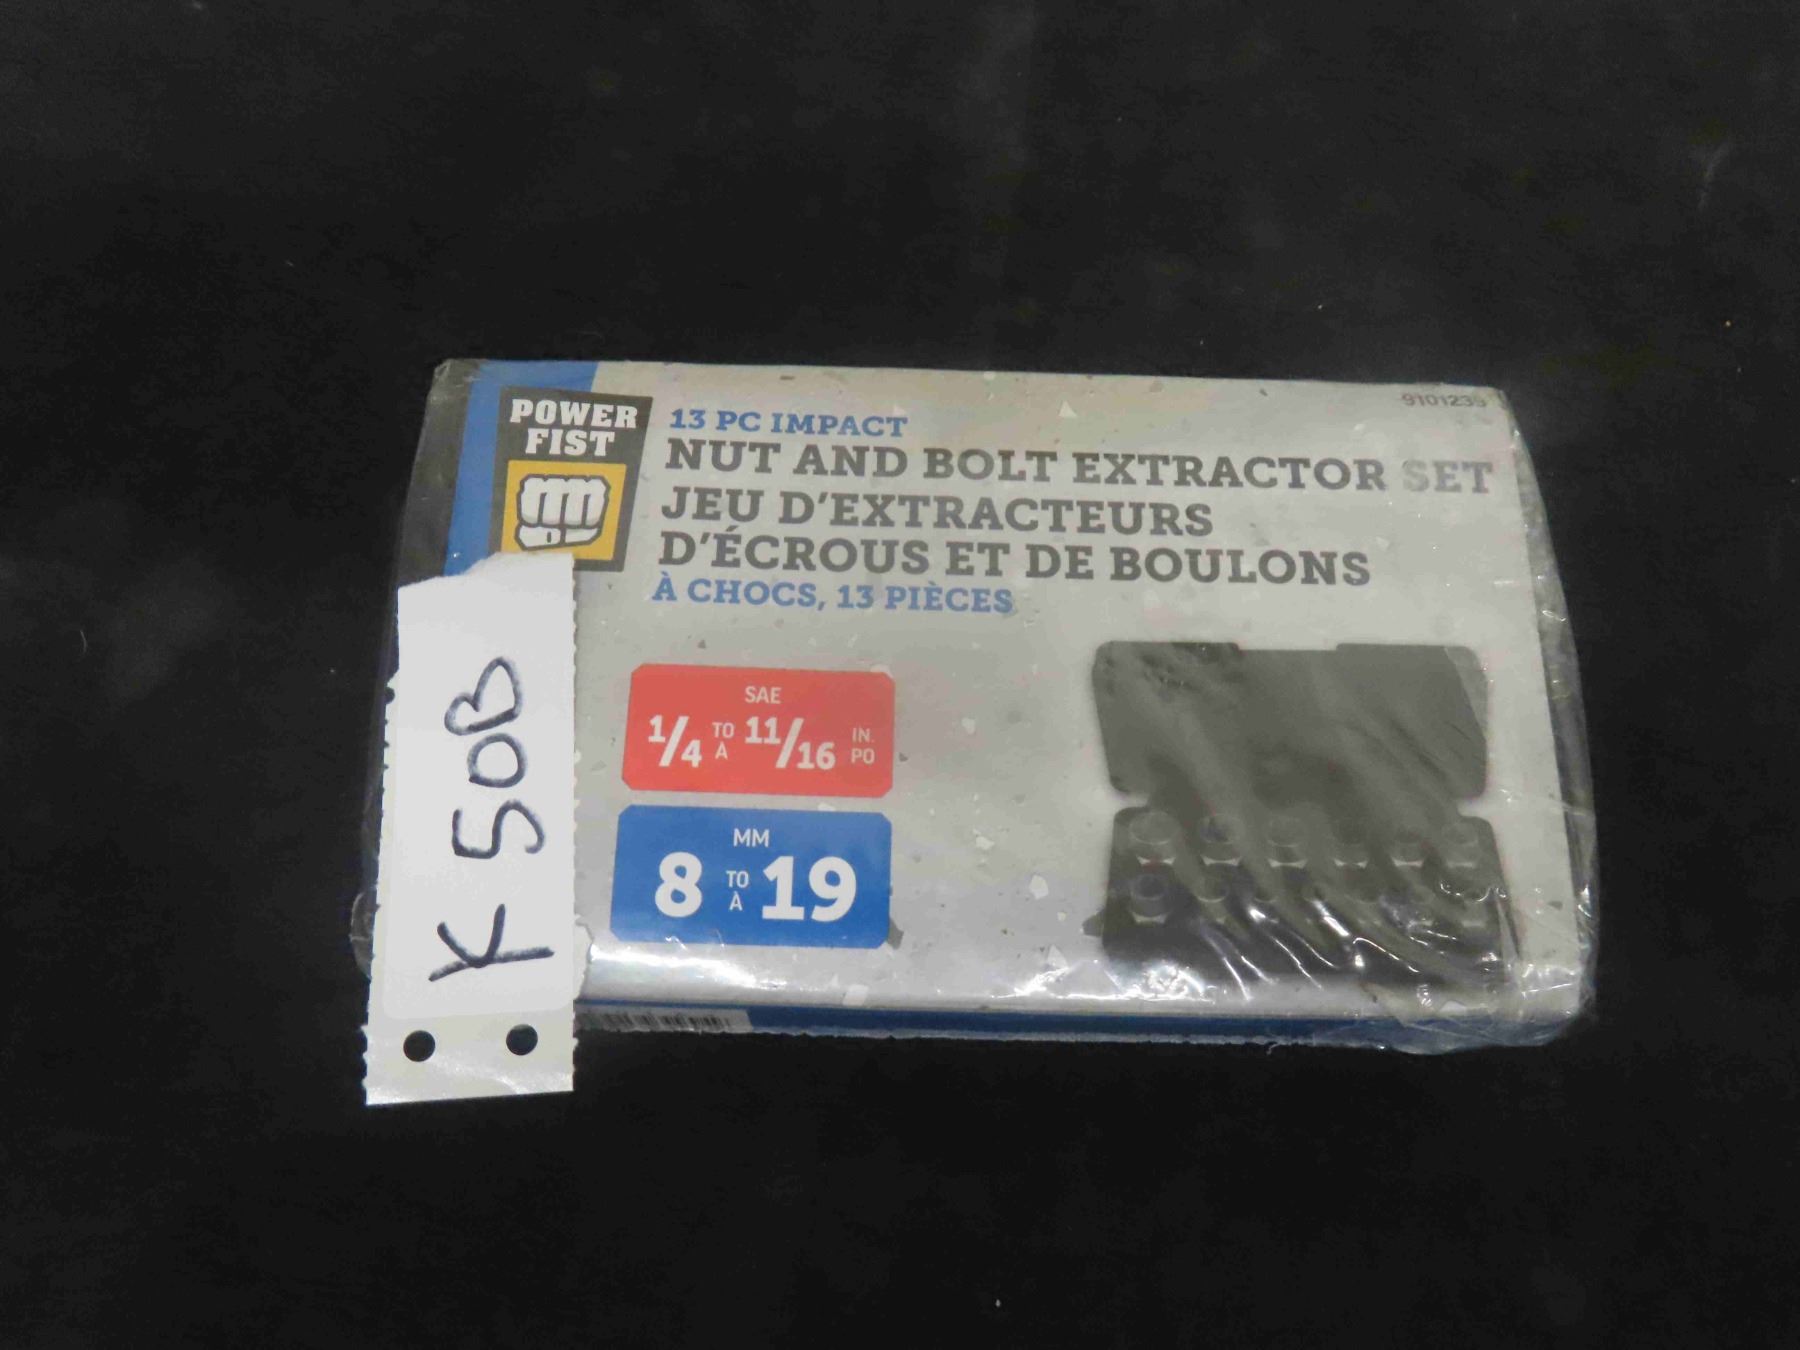 POWER
FIST
13 PC IMPACT
NUT AND BOLT EXTRACTOR SET
JEU D'EXTRACTEURS
D'ÉCROUS ET DE BOULONS
À CHOCS, 13 PIÈCES
9101239
SAE
1/4 TO À 11/16 IN. PO
MM
8 TO À 19
Y 50B